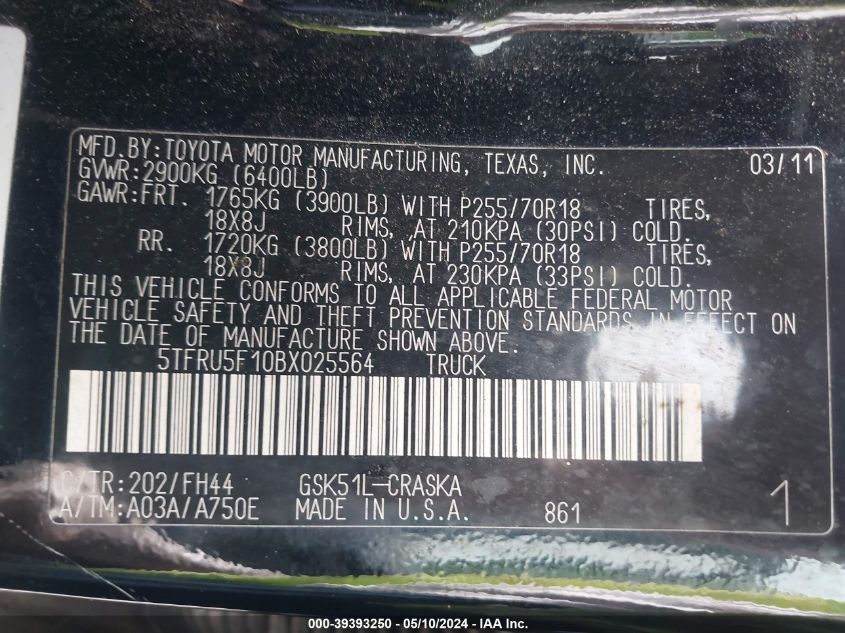 MFD.BY:TOYOTA MOTOR MANUFACTURING, TEXAS, INC. 03/11
GVWR:2900KG (6400LB)
GAWR:FRT. 1765KG (3900LB) WITH P255/70R18 TIRES,
18X8J RIMS, AT 210KPA (30PSI) COLD.
RR. 1720KG (3800LB) WITH P255/70R18 TIRES,
18X8J RIMS, AT 230KPA (33PSI) COLD.
THIS VEHICLE CONFORMS TO ALL APPLICABLE FEDERAL MOTOR
VEHICLE SAFETY AND THEFT PREVENTION STANDARDS IN EFFECT ON
THE DATE OF MANUFACTURE SHOWN ABOVE.
5TFRU5F10BX025564 TRUCK
C/TR:202/FH44 GSK51L-CRASKA
A/TM:A03A/A750E MADE IN U.S.A. 861 1
000-39393250 - 05/10/2024 - IAA Inc.